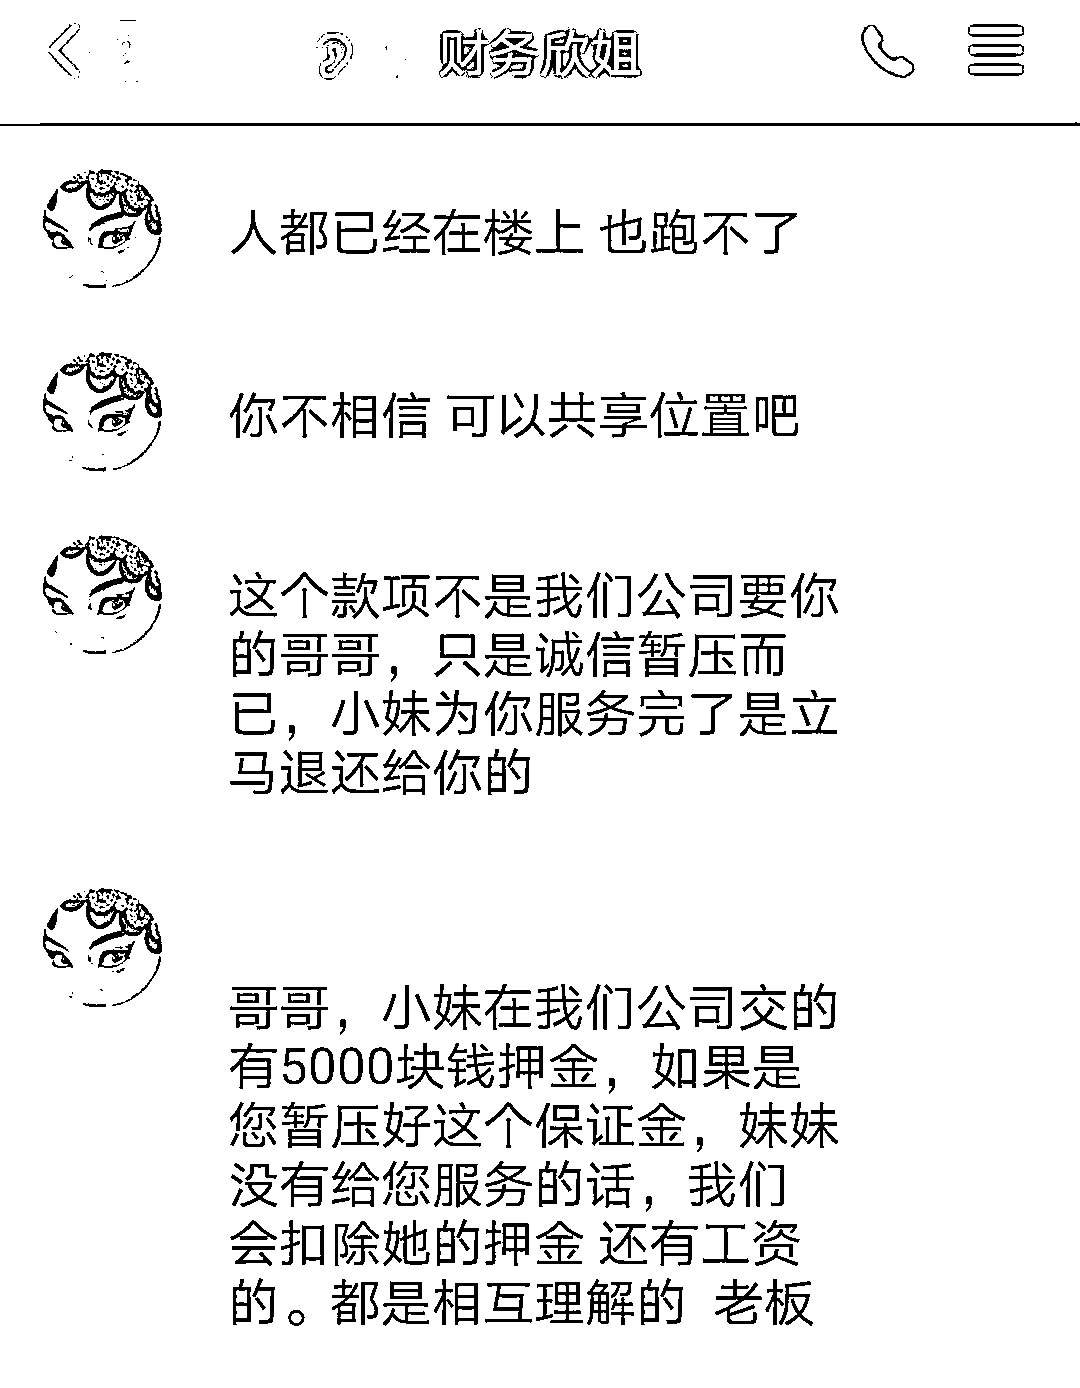 财务欣姐
人都已经在楼上 也跑不了
你不相信 可以共享位置吧
这个款项不是我们公司要你
的哥哥，只是诚信暂压而
已，小妹为你服务完了是立
马退还给你的
哥哥，小妹在我们公司交的
有5000块钱押金，如果是
您暂压好这个保证金，妹妹
没有给您服务的话，我们
会扣除她的押金 还有工资
的。都是相互理解的 老板